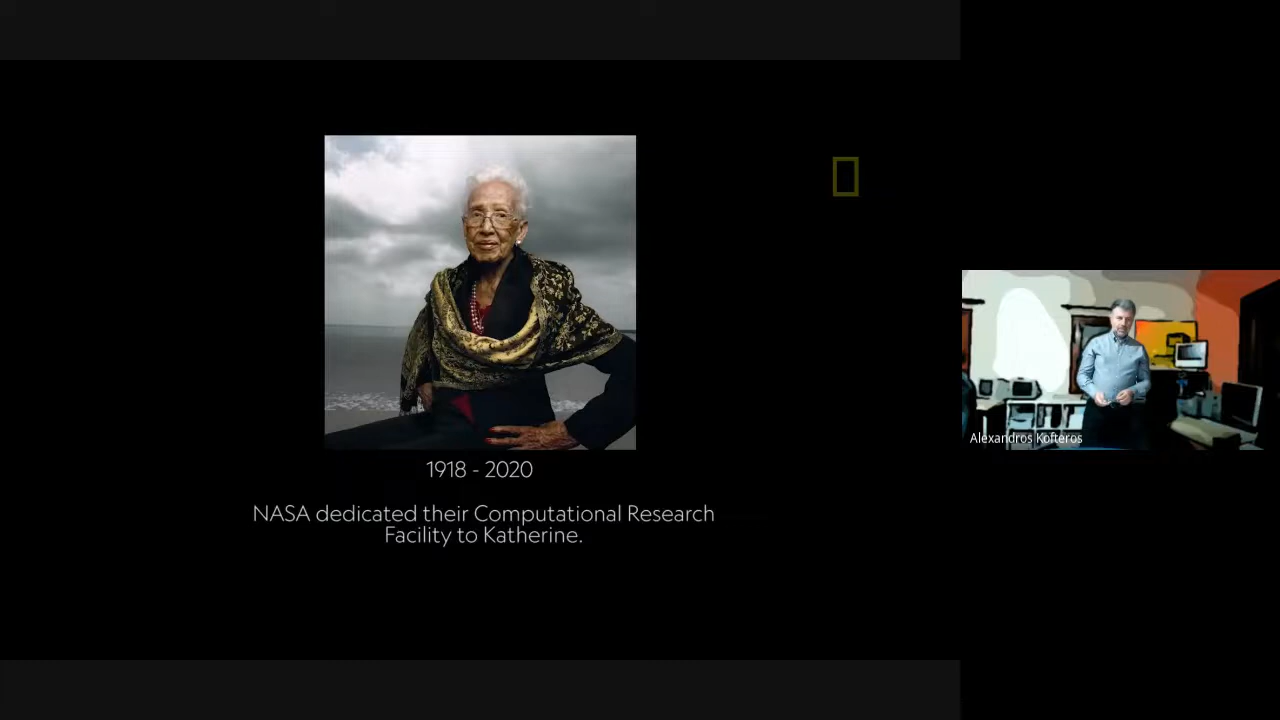 1918 - 2020
NASA dedicated their Computational Research
Facility to Katherine.
Alexandros Kofteros